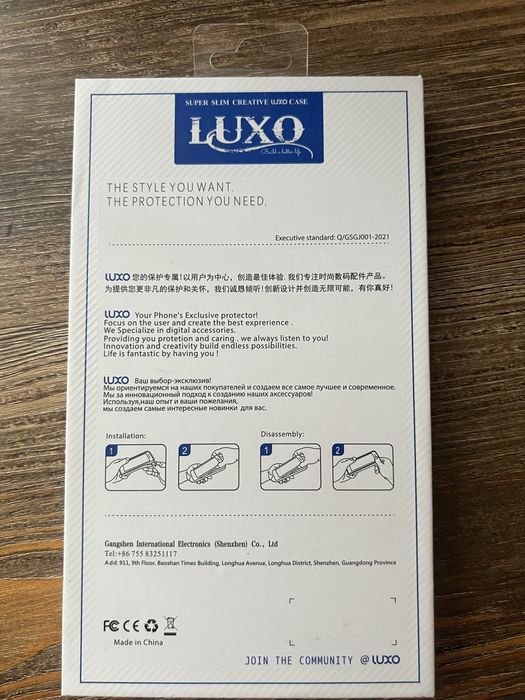 SUPER SLIM CREATIVE LUXO CASE
LUXO
Build a better life
THE STYLE YOU WANT.
THE PROTECTION YOU NEED.
Executive standard: Q/GSGJ001-2021
LUXO 您的保护专属!以用户为中心，创造最佳体验. 我们专注时尚数码配件产品。
为提供您更非凡的保护和关怀，我们诚恳倾听!创新设计并创造无限可能，有你真好!
LUXO Your Phone's Exclusive protector!
Focus on the user and create the best exprerience .
We Specialize in digital accessories.
Providing you protetion and caring . we always listen to you!
Innovation and creativity build endless possibilities.
Life is fantastic by having you !
LUXO Ваш выбор-эксклюзив!
Мы ориентируемся на наших покупателей и создаем все самое лучшее и современное.
Мы за инновационный подход к созданию наших аксессуаров!
Используя,наш опыт и ваши пожелания,
мы создаем самые интересные новинки для вас.
Installation: Disassembly:
1 2 1 2
Gangshen International Electronics (Shenzhen) Co., Ltd
Tel:+86 755 83251117
Add: 911, 9th Floor, Baoshan Times Building, Longhua Avenue, Longhua District, Shenzhen, Guangdong Province
FC CE
Made in China
JOIN THE COMMUNITY @ LUXO